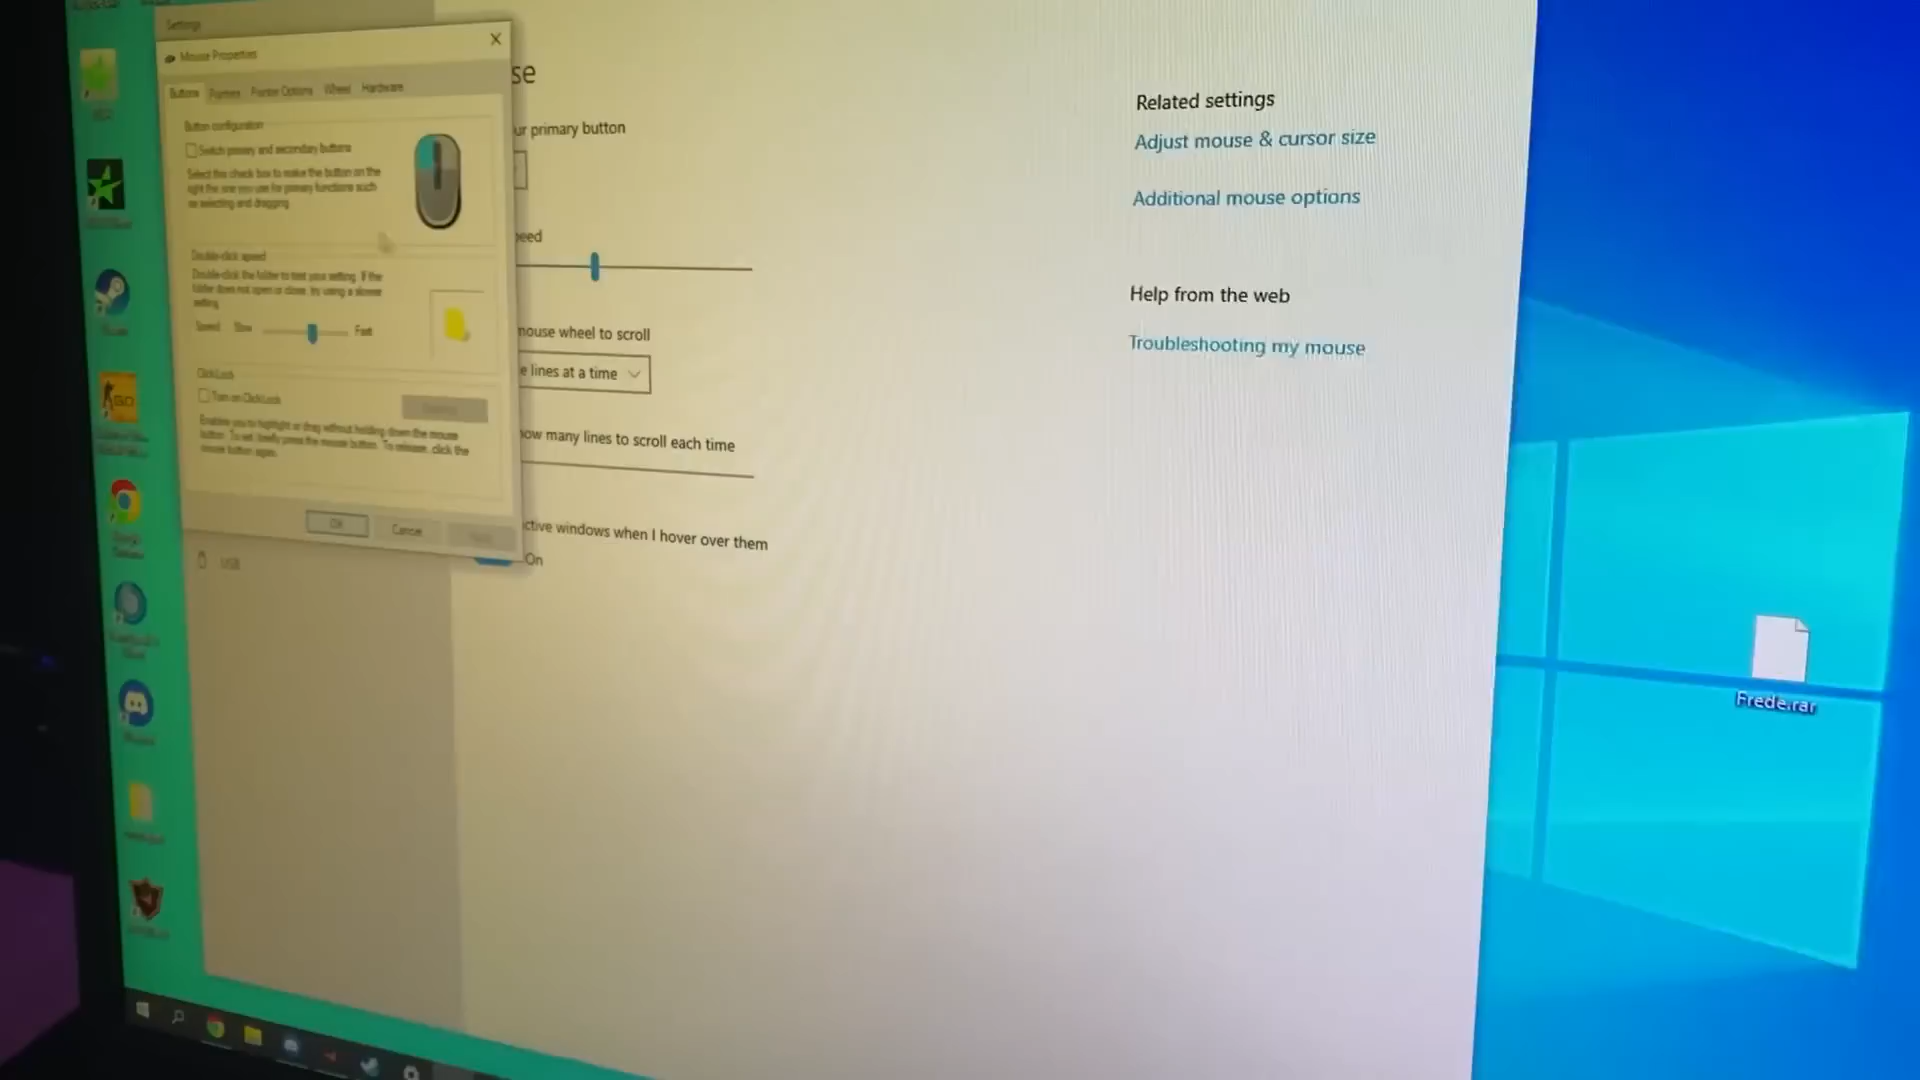 Settings
Mouse Properties
Buttons Pointers Pointer Options Wheel Hardware
Button configuration
Switch primary and secondary buttons
Select this check box to make the button on the
right the one you use for primary functions such
as selecting and dragging.
Double-click speed
Double-click the folder to test your setting. If the
folder does not open or close, try using a slower
setting.
Speed: Slow Fast
ClickLock
Turn on ClickLock
Enables you to highlight or drag without holding down the mouse
button. To set, briefly press the mouse button. To release, click the
mouse button again.
OK Cancel
USB
se
ur primary button
peed
mouse wheel to scroll
e lines at a time
how many lines to scroll each time
ctive windows when I hover over them
On
Related settings
Adjust mouse & cursor size
Additional mouse options
Help from the web
Troubleshooting my mouse
GO
Frede.rar